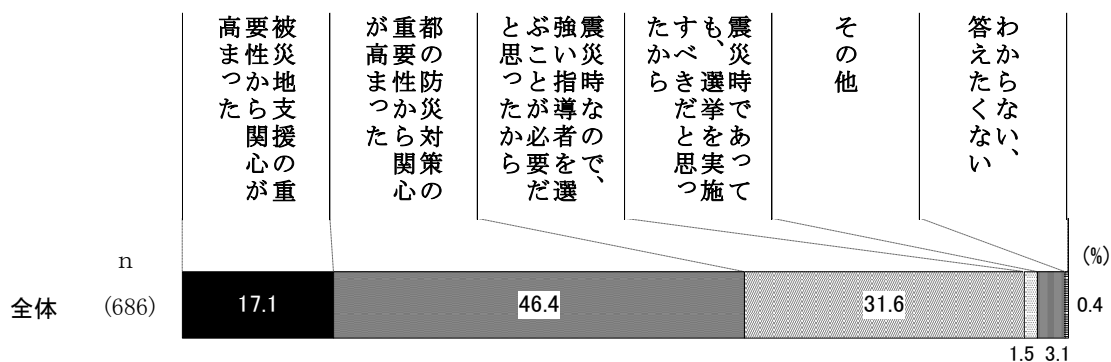 被災地支援の重
要性から関心が
高まった
都の防災対策の
重要性から関心
が高まった
震災時なので、
強い指導者を選
ぶことが必要だ
と思ったから
震災時であって
も、選挙を実施
すべきだと思っ
たから
その他
わからない、
答えたくない
(%)
n
全体 (686) 17.1 46.4 31.6 0.4
1.5 3.1